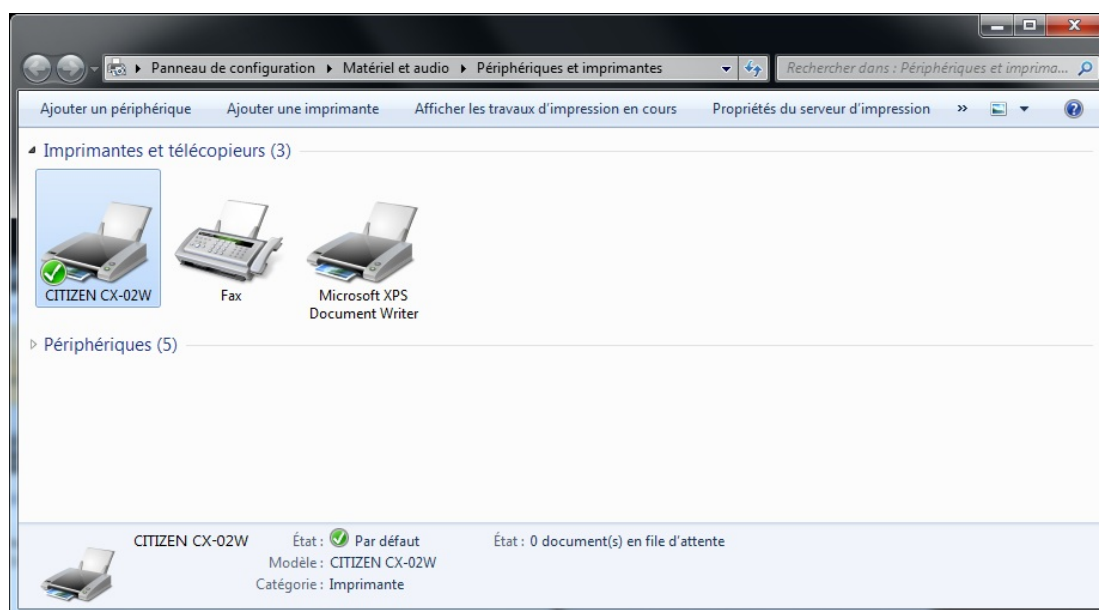 Panneau de configuration Matériel et audio Périphériques et imprimantes Rechercher dans : Périphériques et imprima...
Ajouter un périphérique Ajouter une imprimante Afficher les travaux d'impression en cours Propriétés du serveur d'impression »
Imprimantes et télécopieurs (3)
CITIZEN CX-02W
Fax
Microsoft XPS
Document Writer
Périphériques (5)
CITIZEN CX-02W État : Par défaut État : 0 document(s) en file d'attente
Modèle : CITIZEN CX-02W
Catégorie : Imprimante